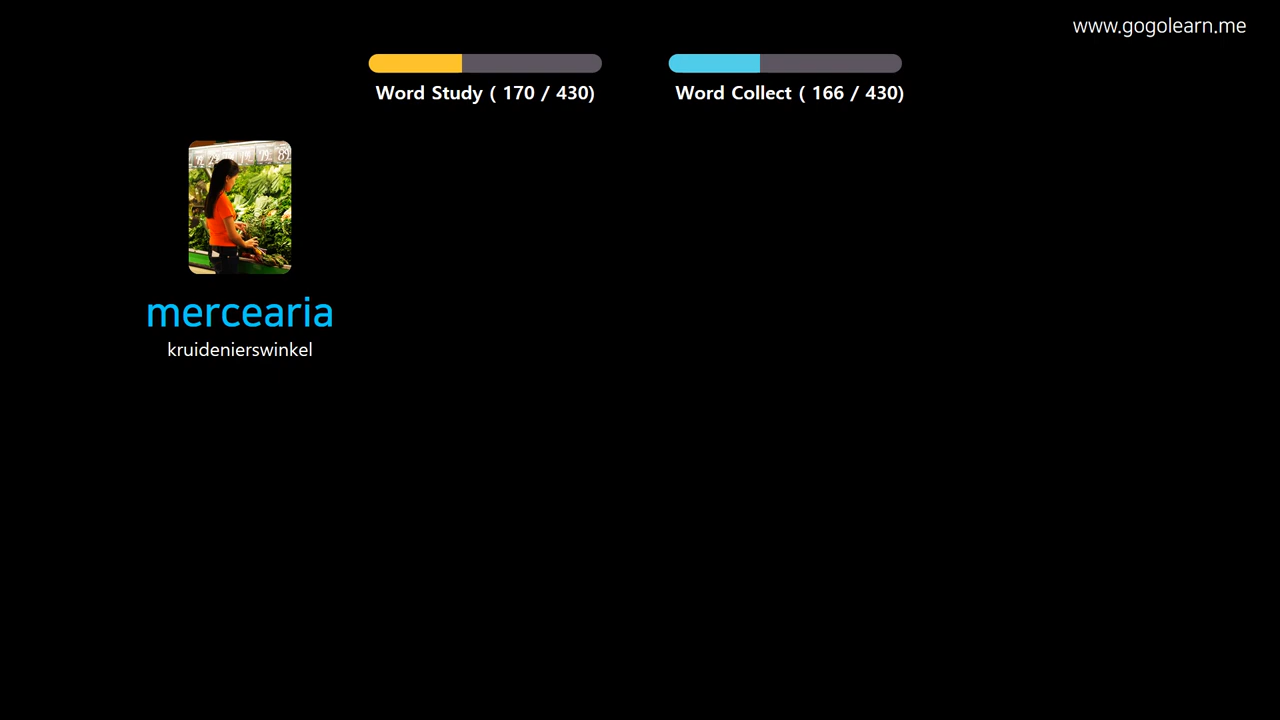 www.gogolearn.me
Word Study ( 170 / 430)
Word Collect ( 166 / 430)
mercearia
kruidenierswinkel